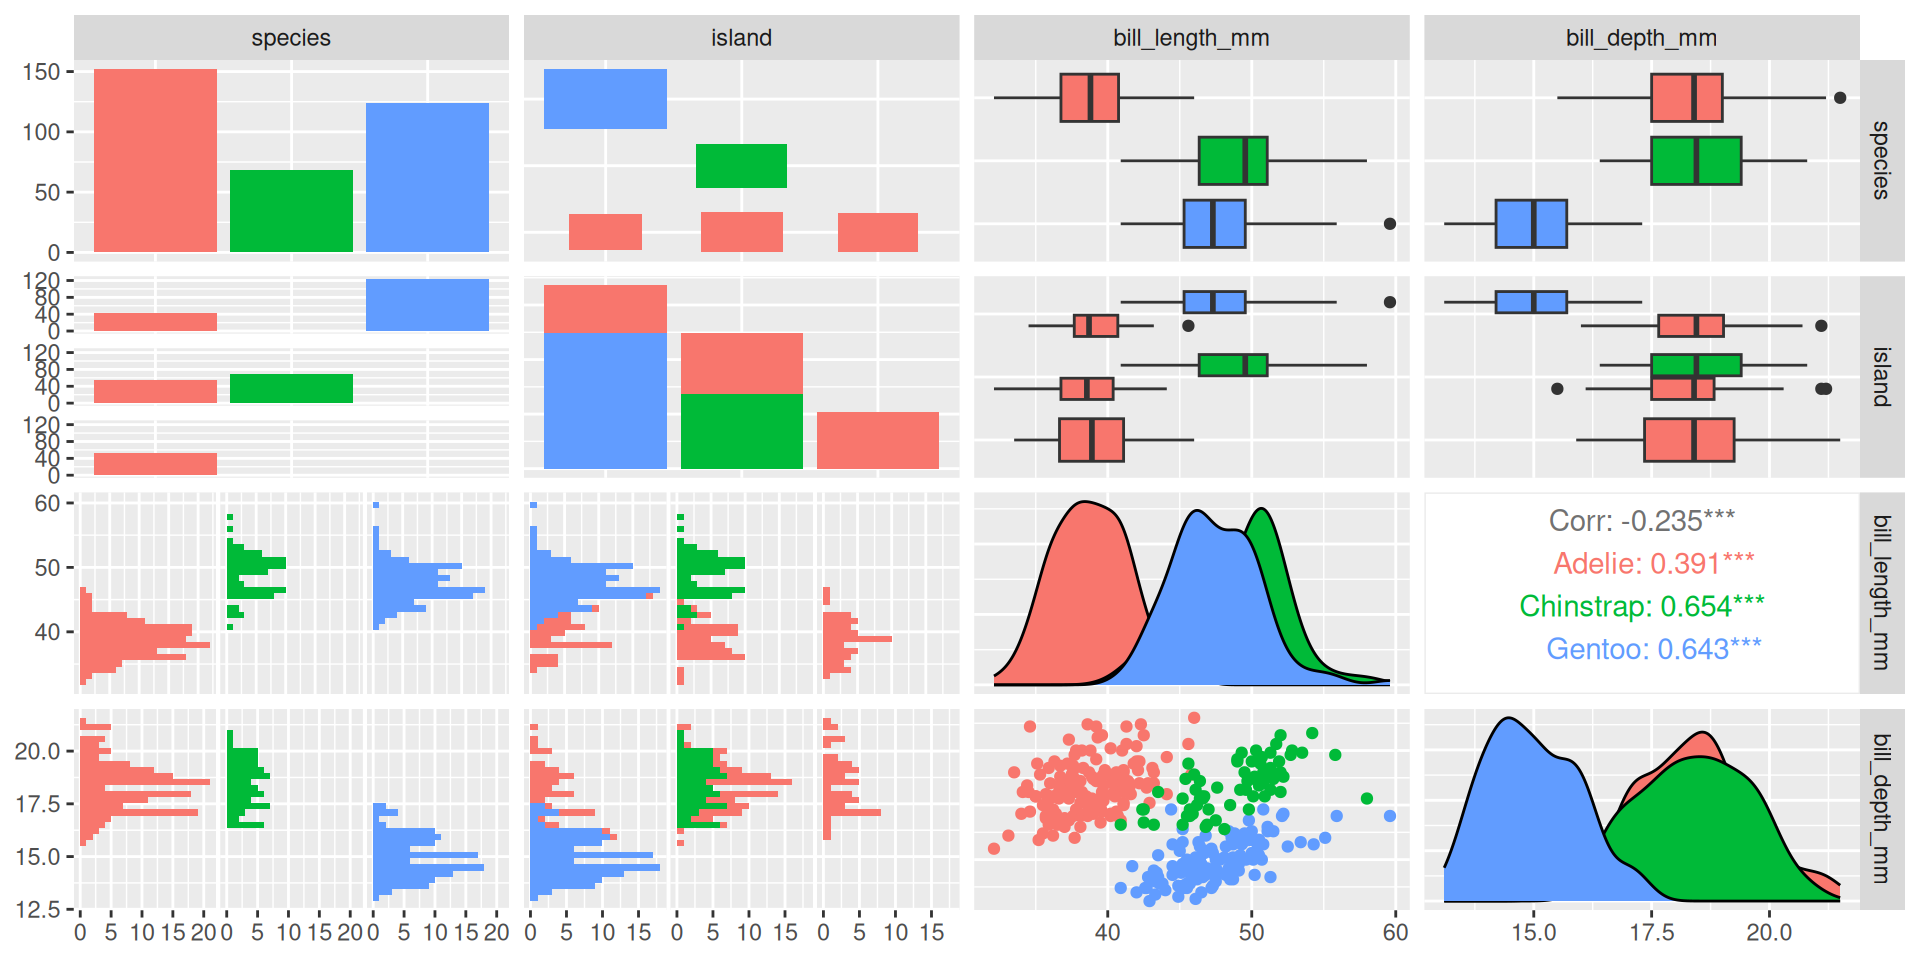 species island bill_length_mm bill_depth_mm
150
100
50
0
species
120
80
40
0
120
80
40
0
120
80
40
0
island
60
50
40
Corr: -0.235***
Adelie: 0.391***
Chinstrap: 0.654***
Gentoo: 0.643***
bill_length_mm
20.0
17.5
15.0
12.5
bill_depth_mm
0 5 10 15 20 0 5 10 15 20 0 5 10 15 20 0 5 10 15 0 5 10 15 0 5 10 15 40 50 60 15.0 17.5 20.0